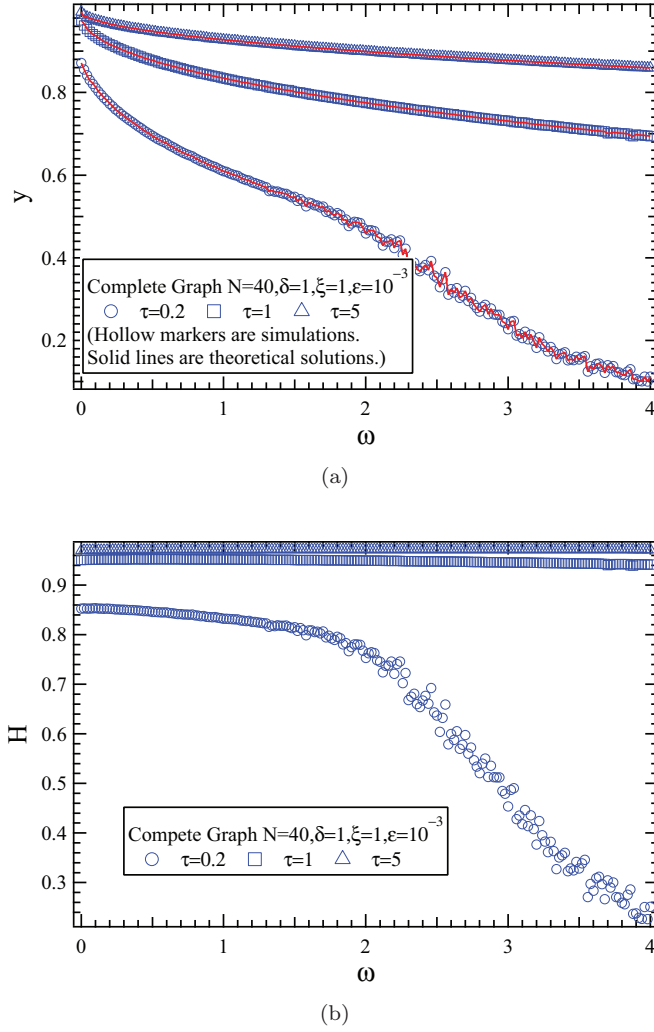 0.8
0.6
0.4
0.2
y
Complete Graph N=40,δ=1,ξ=1,ε=10⁻³
τ=0.2 τ=1 τ=5
(Hollow markers are simulations.
Solid lines are theoretical solutions.)
0 1 2 3 4
ω
(a)
0.9
0.8
0.7
0.6
0.5
0.4
0.3
H
Compete Graph N=40,δ=1,ξ=1,ε=10⁻³
τ=0.2 τ=1 τ=5
0 1 2 3 4
ω
(b)